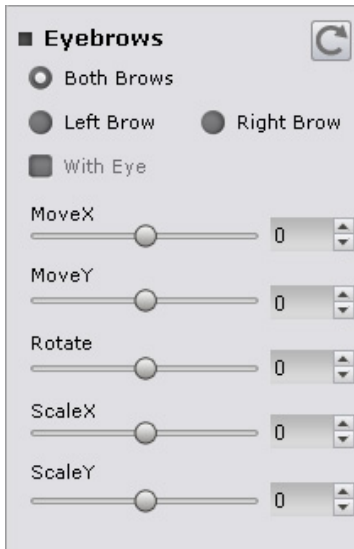 Eyebrows
Both Brows
Left Brow Right Brow
With Eye
MoveX
0
MoveY
0
Rotate
0
ScaleX
0
ScaleY
0